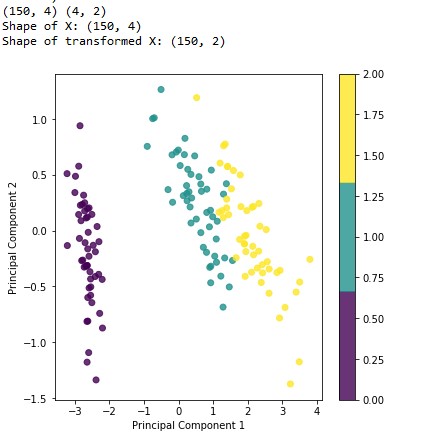 (150, 4) (4, 2)
Shape of X: (150, 4)
Shape of transformed X: (150, 2)
2.00
1.75
1.50
1.25
1.00
0.75
0.50
0.25
0.00
1.0
0.5
0.0
−0.5
−1.0
−1.5
Principal Component 2
−3 −2 −1 0 1 2 3 4
Principal Component 1